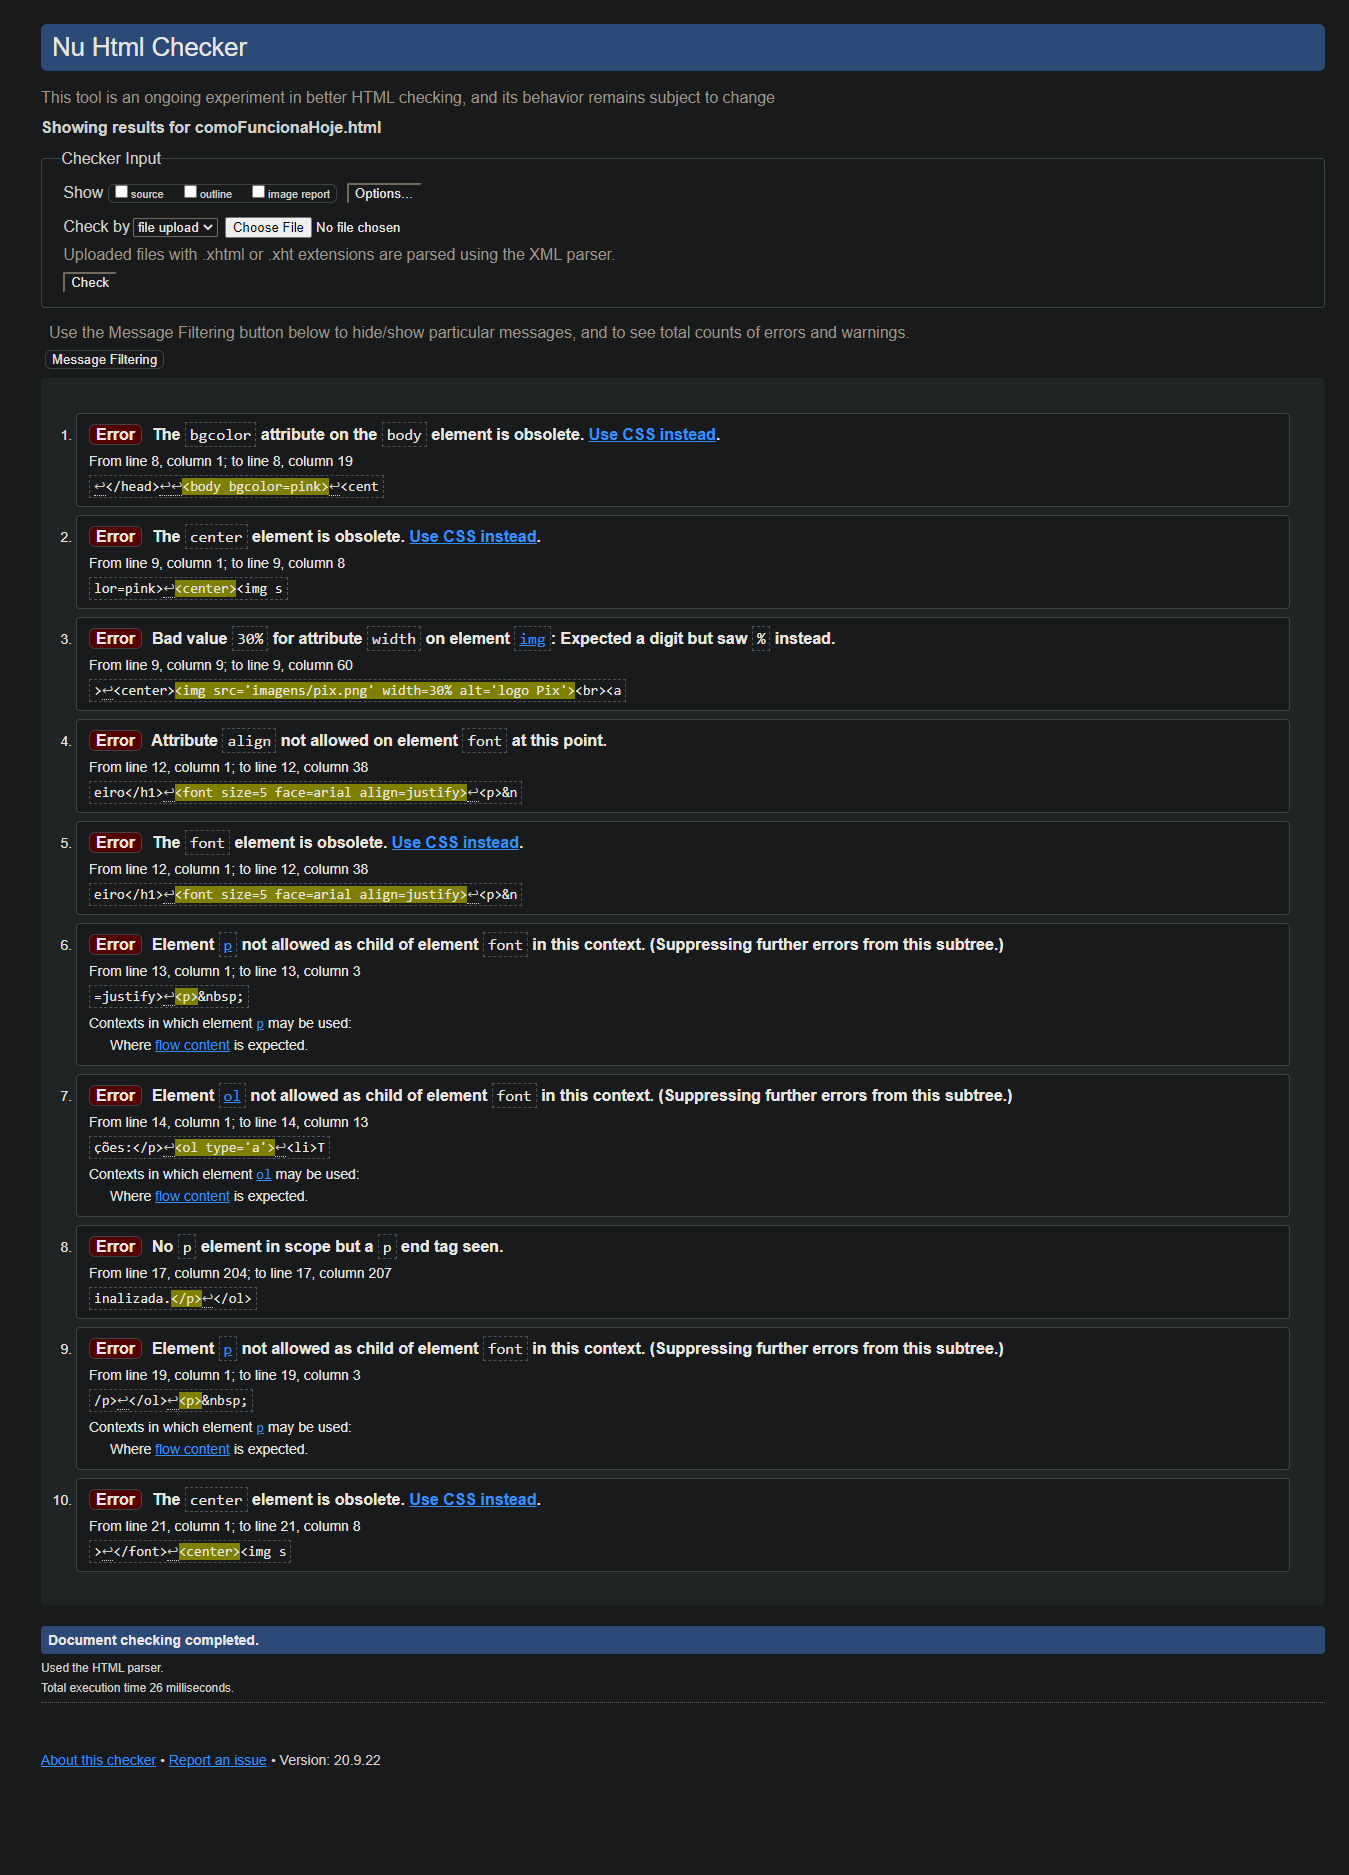 Nu Html Checker
This tool is an ongoing experiment in better HTML checking, and its behavior remains subject to change
Showing results for comoFuncionaHoje.html
Checker Input
Show source outline image report Options...
Check by file upload Choose File No file chosen
Uploaded files with .xhtml or .xht extensions are parsed using the XML parser.
Check
Use the Message Filtering button below to hide/show particular messages, and to see total counts of errors and warnings.
Message Filtering
1. Error The bgcolor attribute on the body element is obsolete. Use CSS instead.
From line 8, column 1; to line 8, column 19
↩</head>↩↩<body bgcolor=pink>↩<cent
2. Error The center element is obsolete. Use CSS instead.
From line 9, column 1; to line 9, column 8
lor=pink>↩<center><img s
3. Error Bad value 30% for attribute width on element img: Expected a digit but saw % instead.
From line 9, column 9; to line 9, column 60
>↩<center><img src='imagens/pix.png' width=30% alt='logo Pix'><br><a
4. Error Attribute align not allowed on element font at this point.
From line 12, column 1; to line 12, column 38
eiro</h1>↩<font size=5 face=arial align=justify>↩<p>&n
5. Error The font element is obsolete. Use CSS instead.
From line 12, column 1; to line 12, column 38
eiro</h1>↩<font size=5 face=arial align=justify>↩<p>&n
6. Error Element p not allowed as child of element font in this context. (Suppressing further errors from this subtree.)
From line 13, column 1; to line 13, column 3
=justify>↩<p>&nbsp;
Contexts in which element p may be used:
Where flow content is expected.
7. Error Element ol not allowed as child of element font in this context. (Suppressing further errors from this subtree.)
From line 14, column 1; to line 14, column 13
ções:</p>↩<ol type='a'>↩<li>T
Contexts in which element ol may be used:
Where flow content is expected.
8. Error No p element in scope but a p end tag seen.
From line 17, column 204; to line 17, column 207
inalizada.</p>↩</ol>
9. Error Element p not allowed as child of element font in this context. (Suppressing further errors from this subtree.)
From line 19, column 1; to line 19, column 3
/p>↩</ol>↩<p>&nbsp;
Contexts in which element p may be used:
Where flow content is expected.
10. Error The center element is obsolete. Use CSS instead.
From line 21, column 1; to line 21, column 8
>↩</font>↩<center><img s
Document checking completed.
Used the HTML parser.
Total execution time 26 milliseconds.
About this checker • Report an issue • Version: 20.9.22